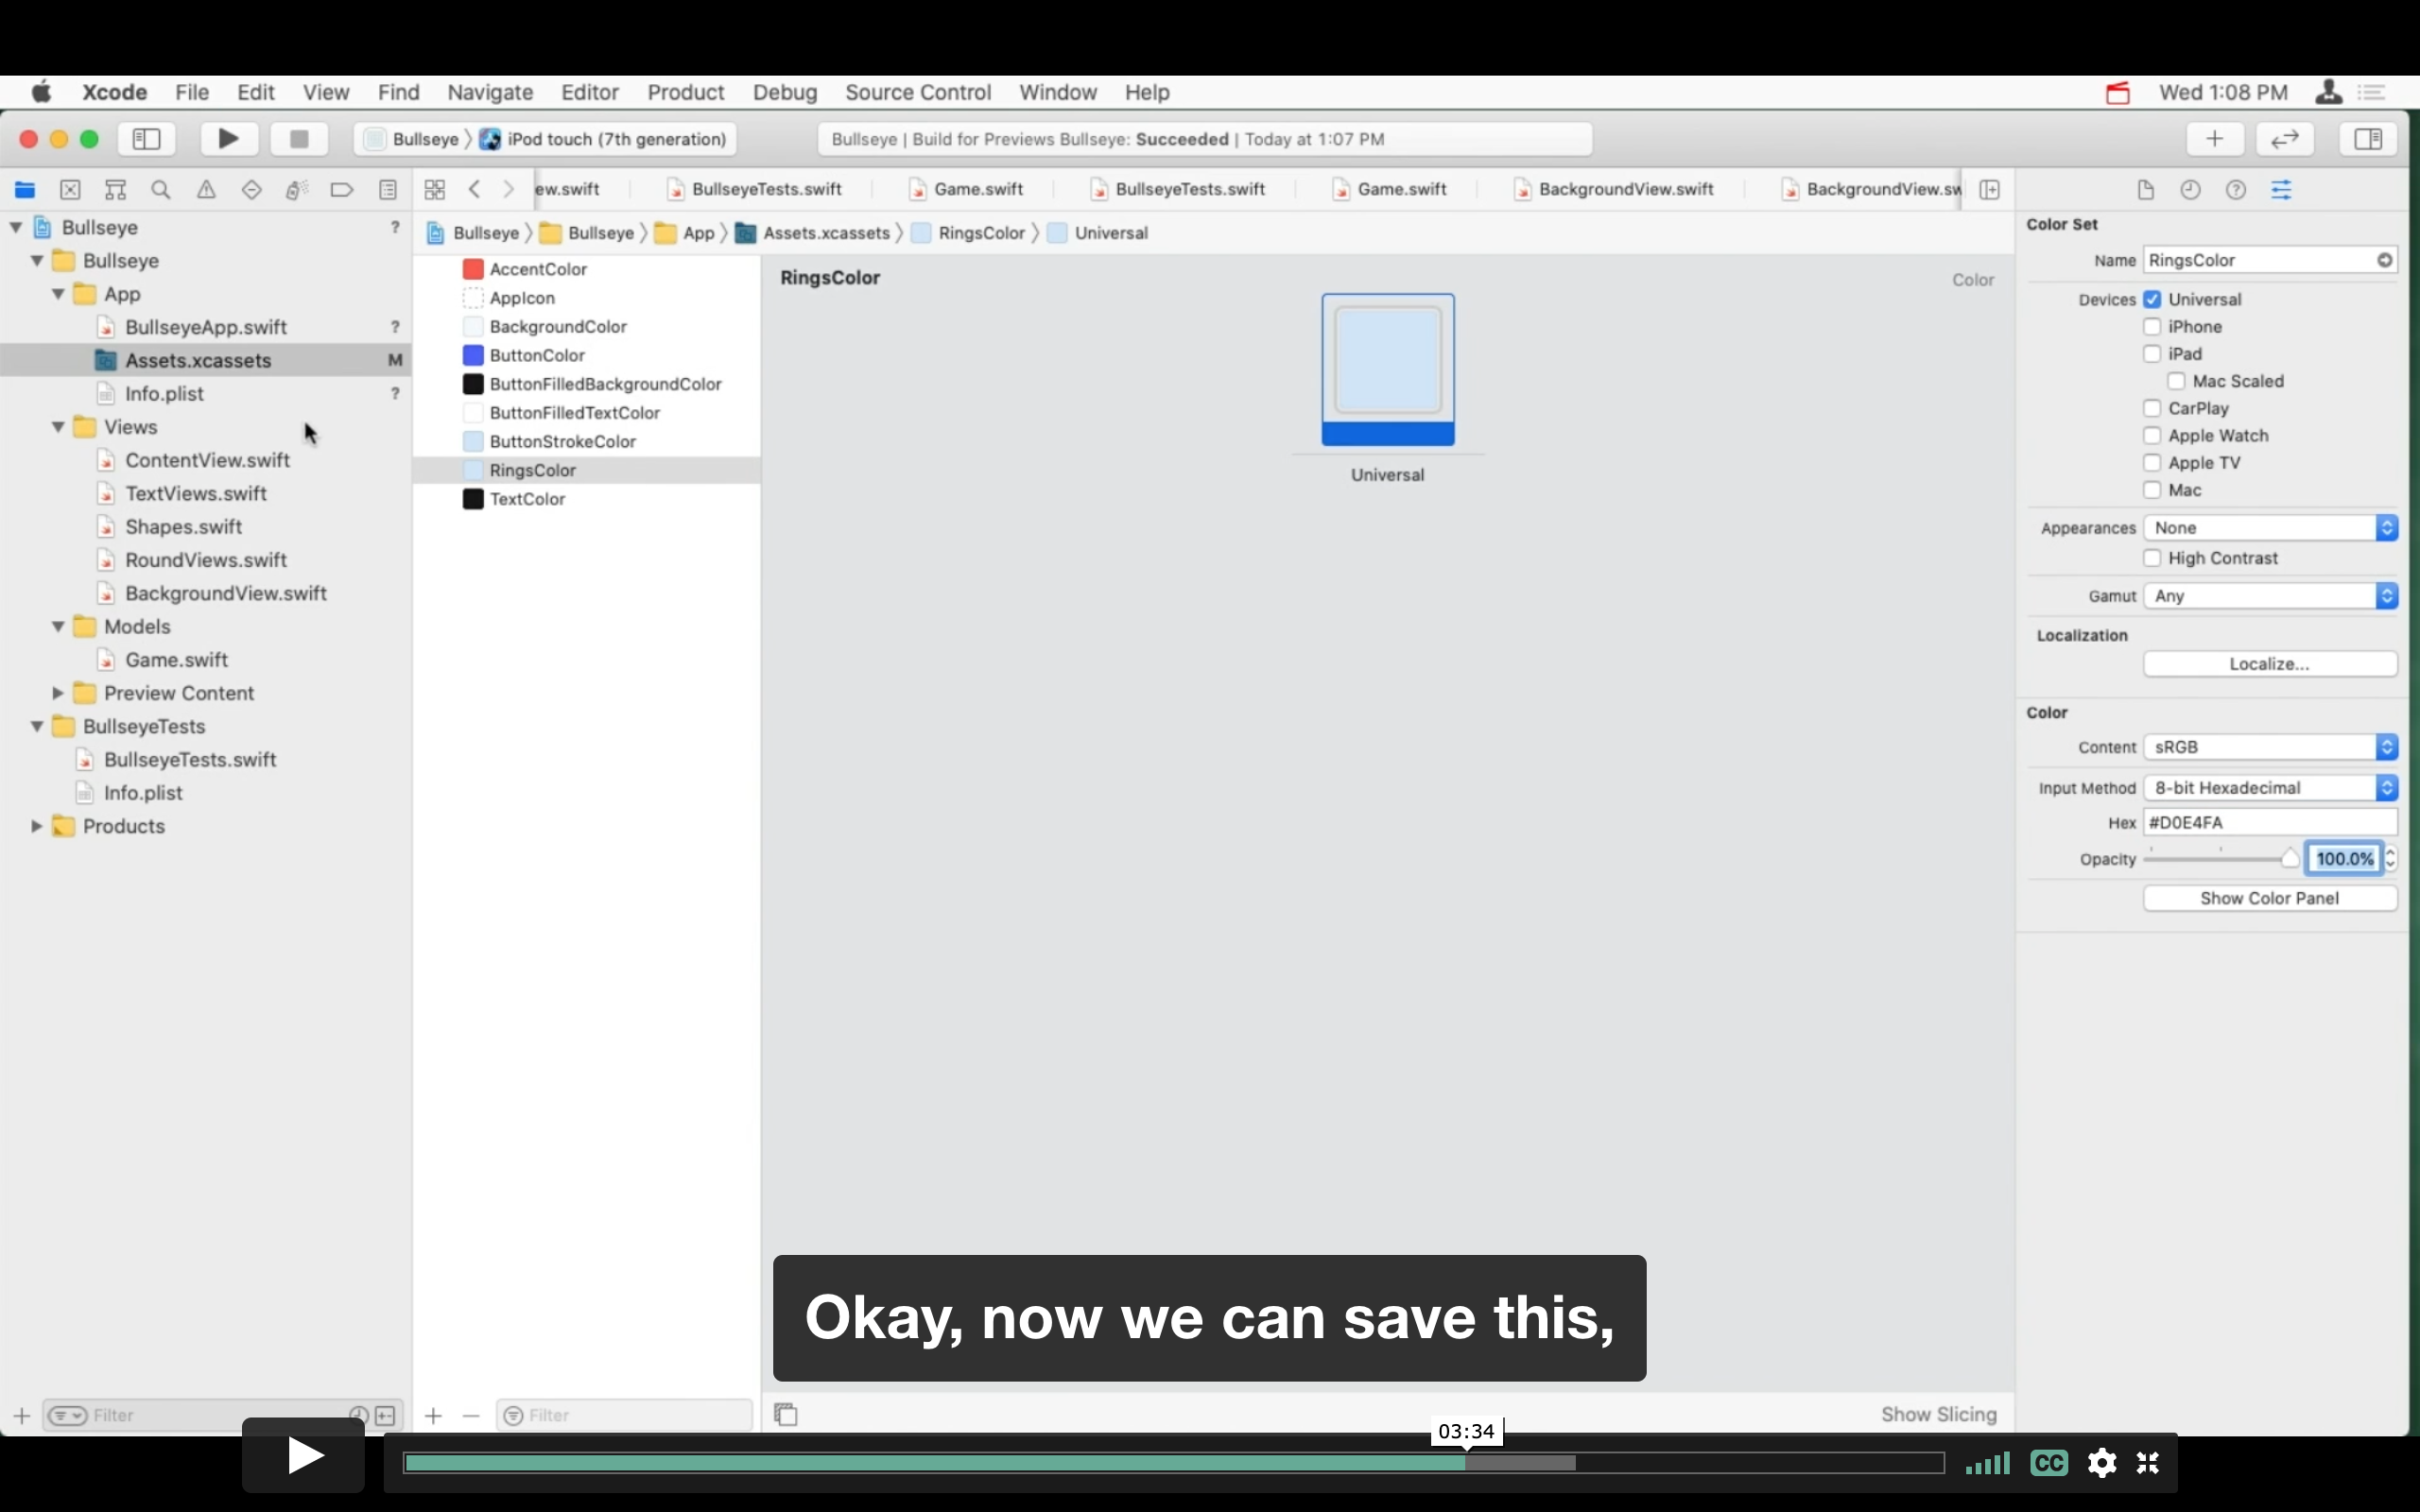 Xcode File Edit View Find Navigate Editor Product Debug Source Control Window Help Wed 1:08 PM
Bullseye iPod touch (7th generation) Bullseye | Build for Previews Bullseye: Succeeded | Today at 1:07 PM
ew.swift BullseyeTests.swift Game.swift BullseyeTests.swift Game.swift BackgroundView.swift BackgroundView.sw
Bullseye Bullseye App Assets.xcassets RingsColor Universal
Bullseye ?
Bullseye
App
BullseyeApp.swift ?
Assets.xcassets M
Info.plist ?
Views
ContentView.swift
TextViews.swift
Shapes.swift
RoundViews.swift
BackgroundView.swift
Models
Game.swift
Preview Content
BullseyeTests
BullseyeTests.swift
Info.plist
Products
Filter
AccentColor
AppIcon
BackgroundColor
ButtonColor
ButtonFilledBackgroundColor
ButtonFilledTextColor
ButtonStrokeColor
RingsColor
TextColor
Filter
RingsColor Color
Universal
Show Slicing
Color Set
Name RingsColor
Devices Universal
iPhone
iPad
Mac Scaled
CarPlay
Apple Watch
Apple TV
Mac
Appearances None
High Contrast
Gamut Any
Localization
Localize...
Color
Content sRGB
Input Method 8-bit Hexadecimal
Hex #D0E4FA
Opacity 100.0%
Show Color Panel
Okay, now we can save this,
03:34
CC